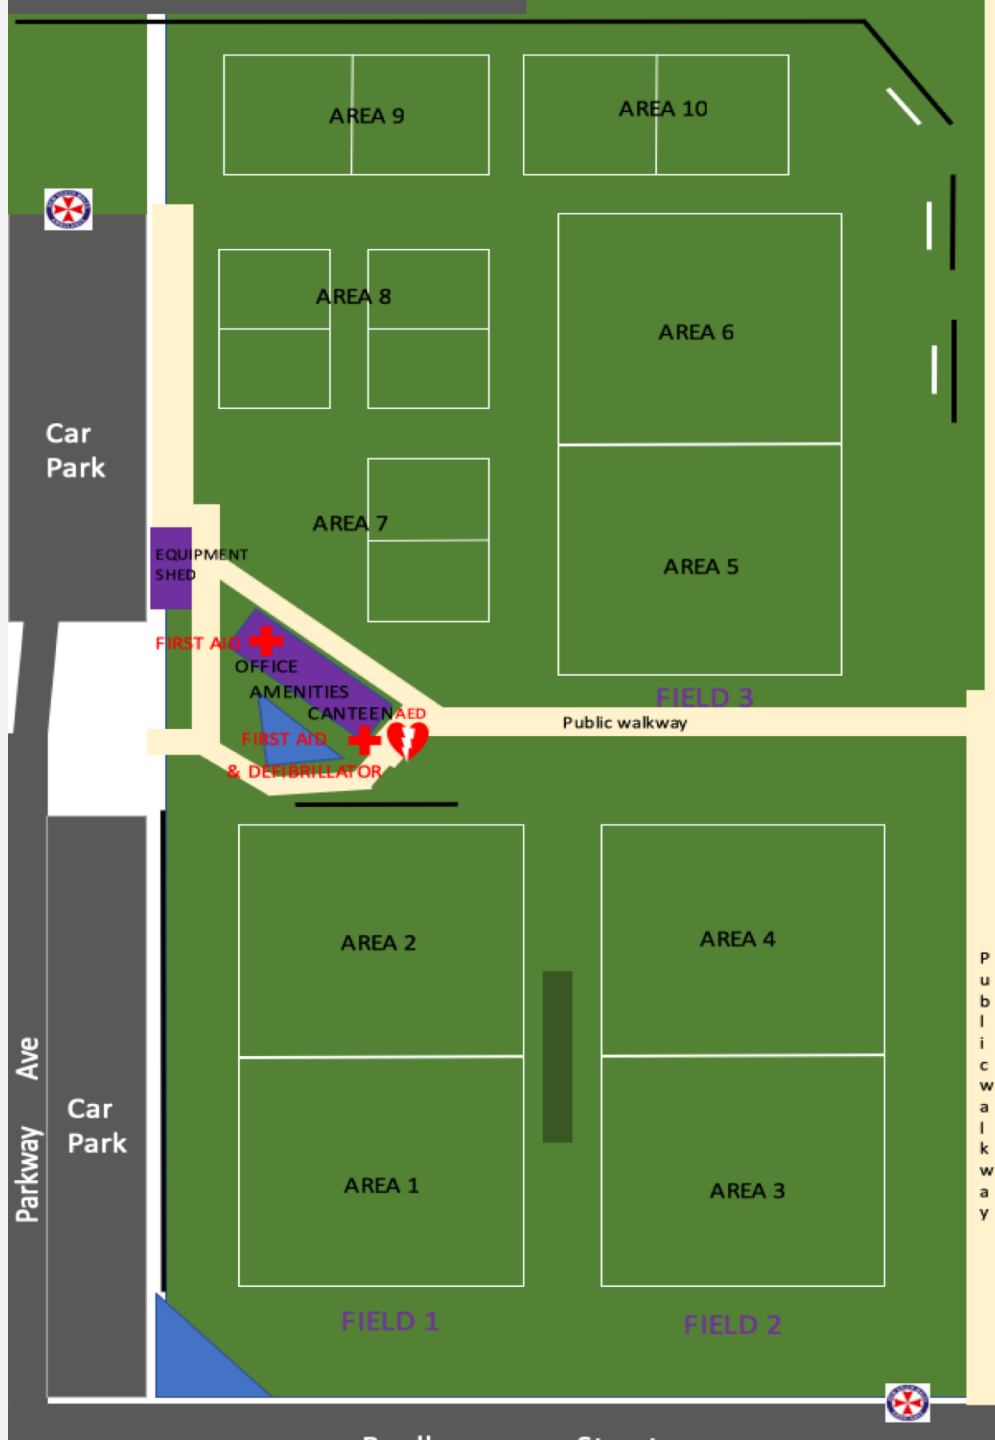 AREA 9
AREA 10
AREA 8
AREA 6
Car
Park
AREA 7
EQUIPMENT
SHED
AREA 5
FIRST AID
OFFICE
AMENITIES
FIELD 3
CANTEEN
AED
Public walkway
FIRST AID
& DEFIBRILLATOR
AREA 2
AREA 4
Public walkway
Parkway Ave
Car
Park
AREA 1
AREA 3
FIELD 1
FIELD 2